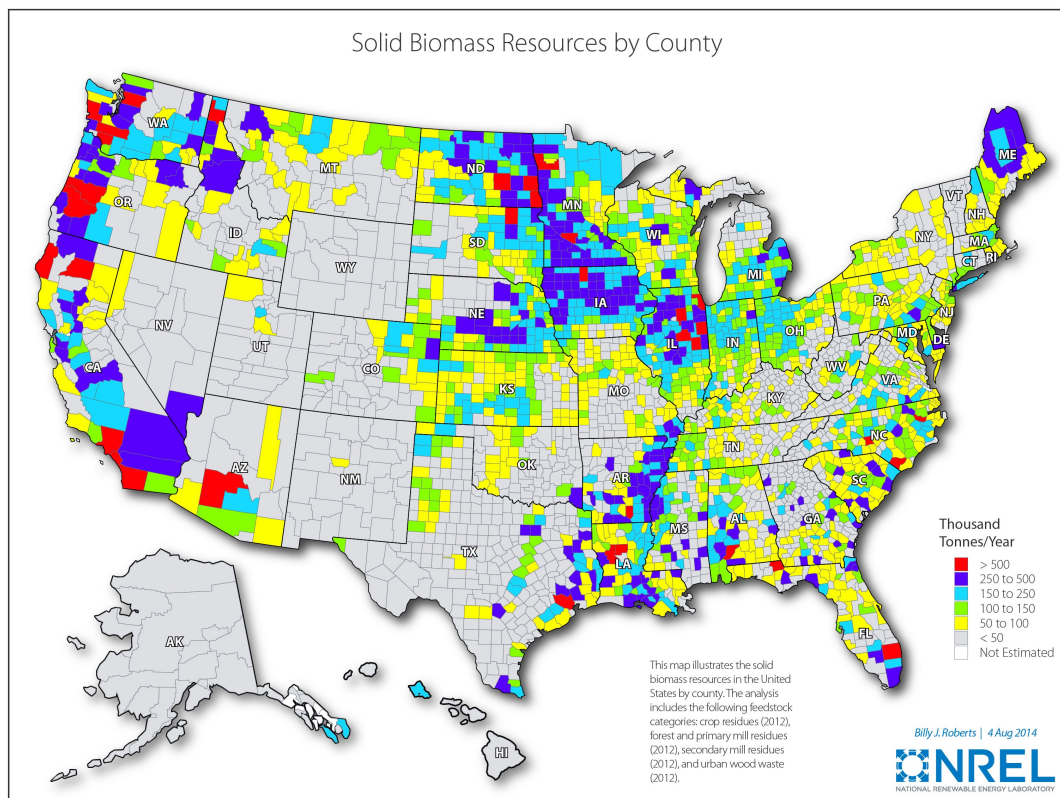 Solid Biomass Resources by County
WA
MT
ND
MN
ME
OR
ID
WY
SD
WI
MI
VT
NH
NY
MA
CT
RI
NV
UT
CO
NE
IA
IL
IN
OH
PA
NJ
MD
DE
CA
KS
MO
KY
WV
VA
AZ
NM
OK
AR
TN
NC
SC
TX
LA
MS
AL
GA
FL
AK
HI
Thousand
Tonnes/Year
> 500
250 to 500
150 to 250
100 to 150
50 to 100
< 50
Not Estimated
This map illustrates the solid
biomass resources in the United
States by county. The analysis
includes the following feedstock
categories: crop residues (2012),
forest and primary mill residues
(2012), secondary mill residues
(2012), and urban wood waste
(2012).
Billy J. Roberts | 4 Aug 2014
NREL
NATIONAL RENEWABLE ENERGY LABORATORY